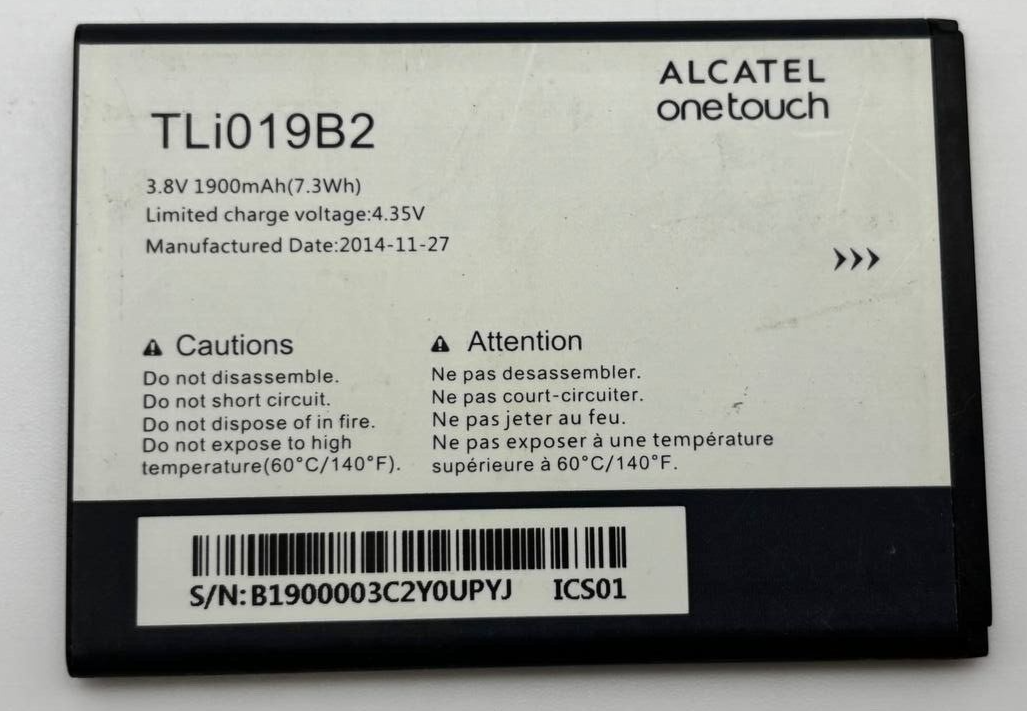 ALCATEL
onetouch
TLi019B2
3.8V 1900mAh(7.3Wh)
Limited charge voltage:4.35V
Manufactured Date:2014-11-27
Cautions
Do not disassemble.
Do not short circuit.
Do not dispose of in fire.
Do not expose to high
temperature(60°C/140°F).
Attention
Ne pas desassembler.
Ne pas court-circuiter.
Ne pas jeter au feu.
Ne pas exposer à une température
supérieure à 60°C/140°F.
S/N:B1900003C2Y0UPYJ ICS01